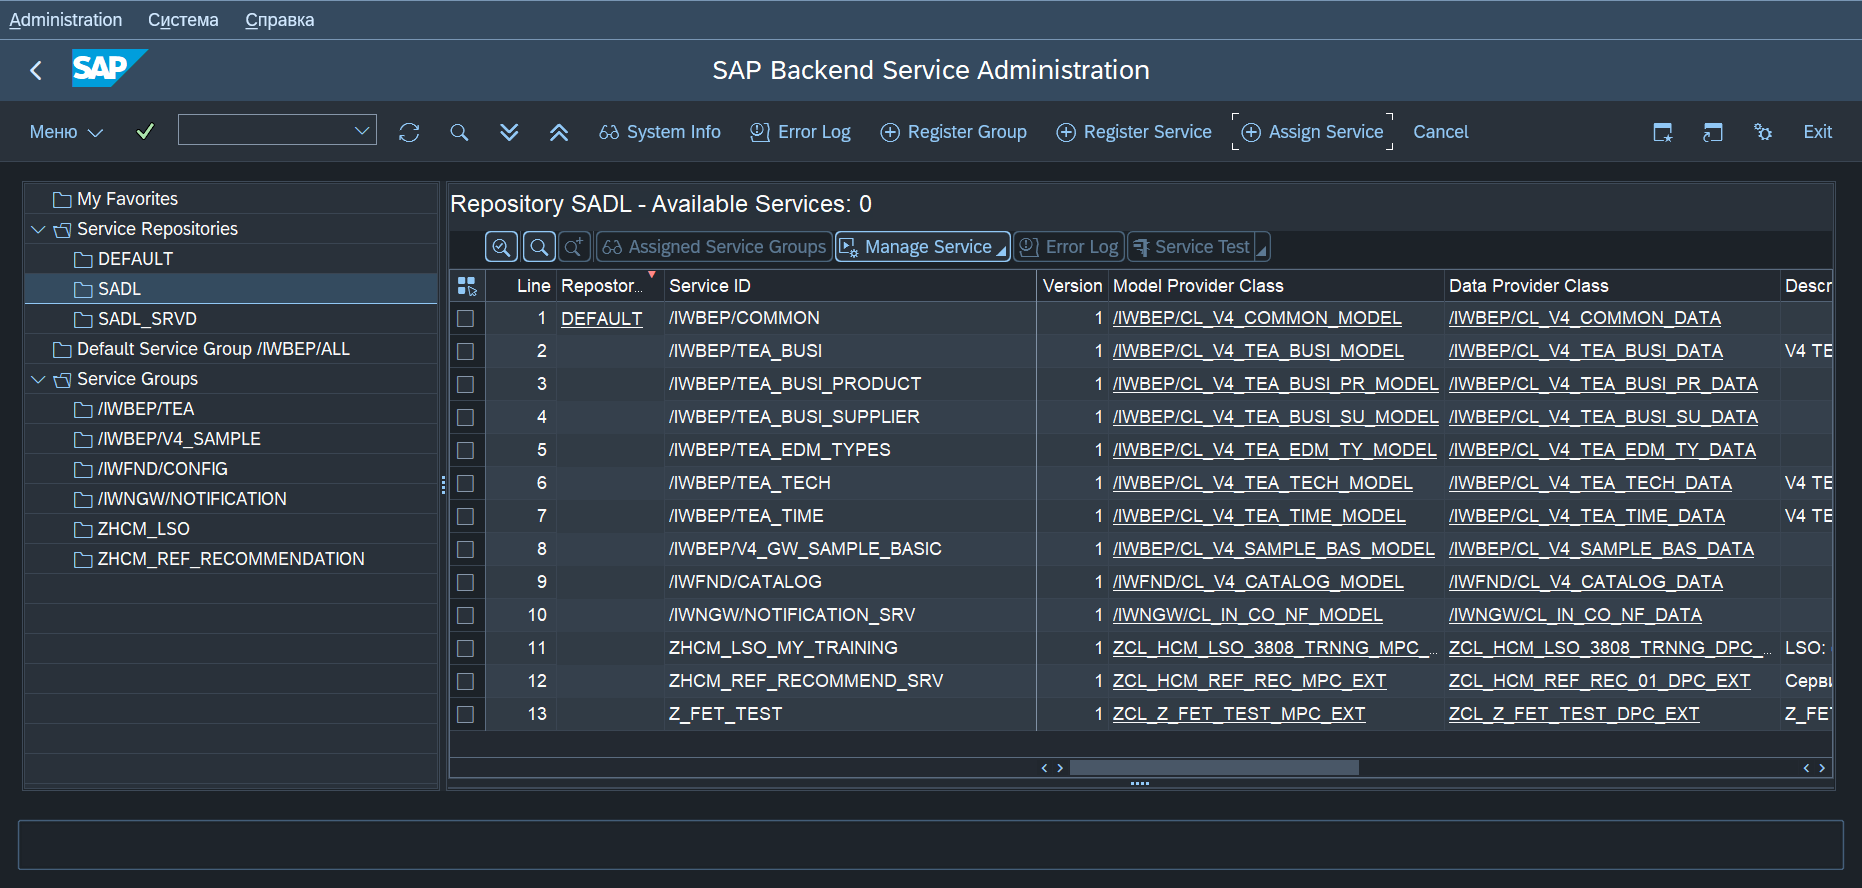 Administration Система Справка
SAP SAP Backend Service Administration
Меню System Info Error Log Register Group Register Service Assign Service Cancel Exit
My Favorites
Service Repositories
DEFAULT
SADL
SADL_SRVD
Default Service Group /IWBEP/ALL
Service Groups
/IWBEP/TEA
/IWBEP/V4_SAMPLE
/IWFND/CONFIG
/IWNGW/NOTIFICATION
ZHCM_LSO
ZHCM_REF_RECOMMENDATION
Repository SADL - Available Services: 0
Assigned Service Groups Manage Service Error Log Service Test
Line Repostor... Service ID Version Model Provider Class Data Provider Class Descr
1 DEFAULT /IWBEP/COMMON 1 /IWBEP/CL_V4_COMMON_MODEL /IWBEP/CL_V4_COMMON_DATA
2 /IWBEP/TEA_BUSI 1 /IWBEP/CL_V4_TEA_BUSI_MODEL /IWBEP/CL_V4_TEA_BUSI_DATA V4 TE
3 /IWBEP/TEA_BUSI_PRODUCT 1 /IWBEP/CL_V4_TEA_BUSI_PR_MODEL /IWBEP/CL_V4_TEA_BUSI_PR_DATA
4 /IWBEP/TEA_BUSI_SUPPLIER 1 /IWBEP/CL_V4_TEA_BUSI_SU_MODEL /IWBEP/CL_V4_TEA_BUSI_SU_DATA
5 /IWBEP/TEA_EDM_TYPES 1 /IWBEP/CL_V4_TEA_EDM_TY_MODEL /IWBEP/CL_V4_TEA_EDM_TY_DATA
6 /IWBEP/TEA_TECH 1 /IWBEP/CL_V4_TEA_TECH_MODEL /IWBEP/CL_V4_TEA_TECH_DATA V4 TE
7 /IWBEP/TEA_TIME 1 /IWBEP/CL_V4_TEA_TIME_MODEL /IWBEP/CL_V4_TEA_TIME_DATA V4 TE
8 /IWBEP/V4_GW_SAMPLE_BASIC 1 /IWBEP/CL_V4_SAMPLE_BAS_MODEL /IWBEP/CL_V4_SAMPLE_BAS_DATA
9 /IWFND/CATALOG 1 /IWFND/CL_V4_CATALOG_MODEL /IWFND/CL_V4_CATALOG_DATA
10 /IWNGW/NOTIFICATION_SRV 1 /IWNGW/CL_IN_CO_NF_MODEL /IWNGW/CL_IN_CO_NF_DATA
11 ZHCM_LSO_MY_TRAINING 1 ZCL_HCM_LSO_3808_TRNNG_MPC_... ZCL_HCM_LSO_3808_TRNNG_DPC_... LSO:
12 ZHCM_REF_RECOMMEND_SRV 1 ZCL_HCM_REF_REC_MPC_EXT ZCL_HCM_REF_REC_01_DPC_EXT Серви
13 Z_FET_TEST 1 ZCL_Z_FET_TEST_MPC_EXT ZCL_Z_FET_TEST_DPC_EXT Z_FE